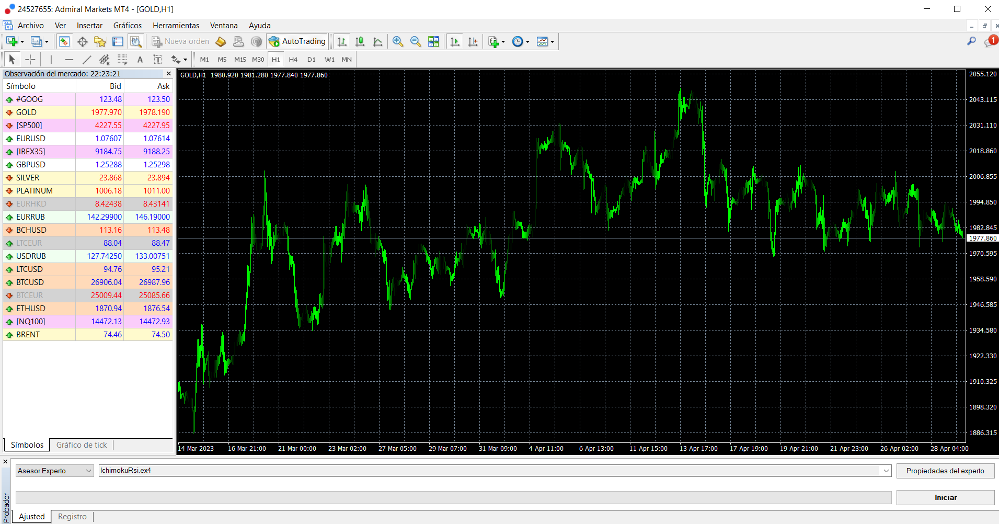 24527655: Admiral Markets MT4 - [GOLD,H1]
Archivo Ver Insertar Gráficos Herramientas Ventana Ayuda
Nueva orden AutoTrading 1
A T M1 M5 M15 M30 H1 H4 D1 W1 MN
Observación del mercado: 22:23:21
Símbolo Bid Ask
#GOOG 123.48 123.50
GOLD 1977.970 1978.190
[SP500] 4227.55 4227.95
EURUSD 1.07607 1.07614
[IBEX35] 9184.75 9188.25
GBPUSD 1.25288 1.25298
SILVER 23.868 23.894
PLATINUM 1006.18 1011.00
EURHKD 8.42438 8.43141
EURRUB 142.29900 146.19000
BCHUSD 113.16 113.48
LTCEUR 88.04 88.47
USDRUB 127.74250 133.00751
LTCUSD 94.76 95.21
BTCUSD 26906.04 26987.96
BTCEUR 25009.44 25085.66
ETHUSD 1870.94 1876.54
[NQ100] 14472.13 14472.93
BRENT 74.46 74.50
Símbolos Gráfico de tick
GOLD,H1 1980.920 1981.280 1977.840 1977.860
2055.120
2043.115
2031.110
2018.860
2006.855
1994.850
1982.845
1977.860
1970.595
1958.590
1946.585
1934.580
1922.330
1910.325
1898.320
1886.315
14 Mar 2023 16 Mar 21:00 21 Mar 00:00 23 Mar 02:00 27 Mar 05:00 29 Mar 07:00 31 Mar 09:00 4 Apr 11:00 6 Apr 13:00 11 Apr 15:00 13 Apr 17:00 17 Apr 19:00 19 Apr 21:00 21 Apr 23:00 26 Apr 02:00 28 Apr 04:00
Asesor Experto IchimokuRsi.ex4 Propiedades del experto
Iniciar
Probador
Ajusted Registro